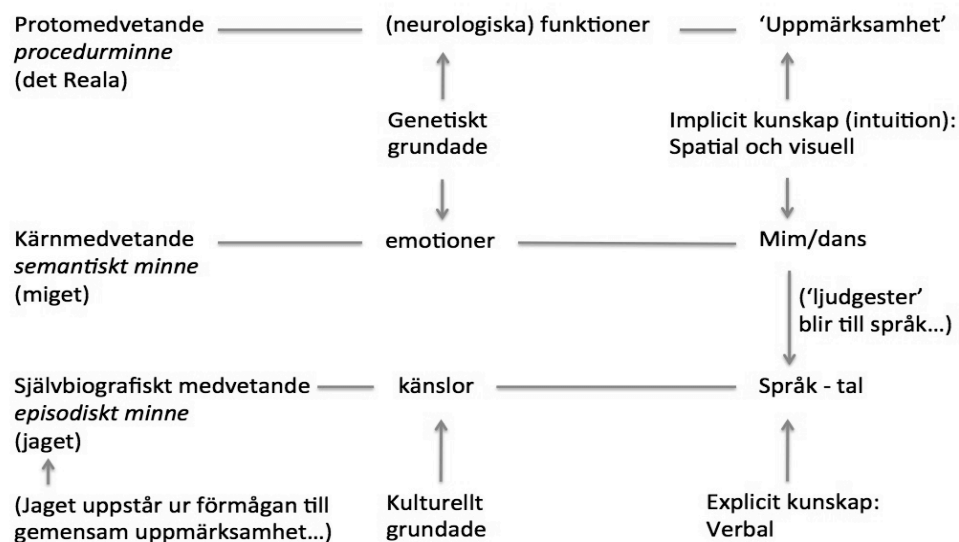 Protomedvetande (neurologiska) funktioner ‘Uppmärksamhet’
procedurminne
(det Reala)
Genetiskt Implicit kunskap (intuition):
grundade Spatial och visuell
Kärnmedvetande emotioner Mim/dans
semantiskt minne
(miget)
(‘ljudgester’
blir till språk...)
Självbiografiskt medvetande känslor Språk - tal
episodiskt minne
(jaget)
(Jaget uppstår ur förmågan till Kulturellt Explicit kunskap:
gemensam uppmärksamhet...) grundade Verbal